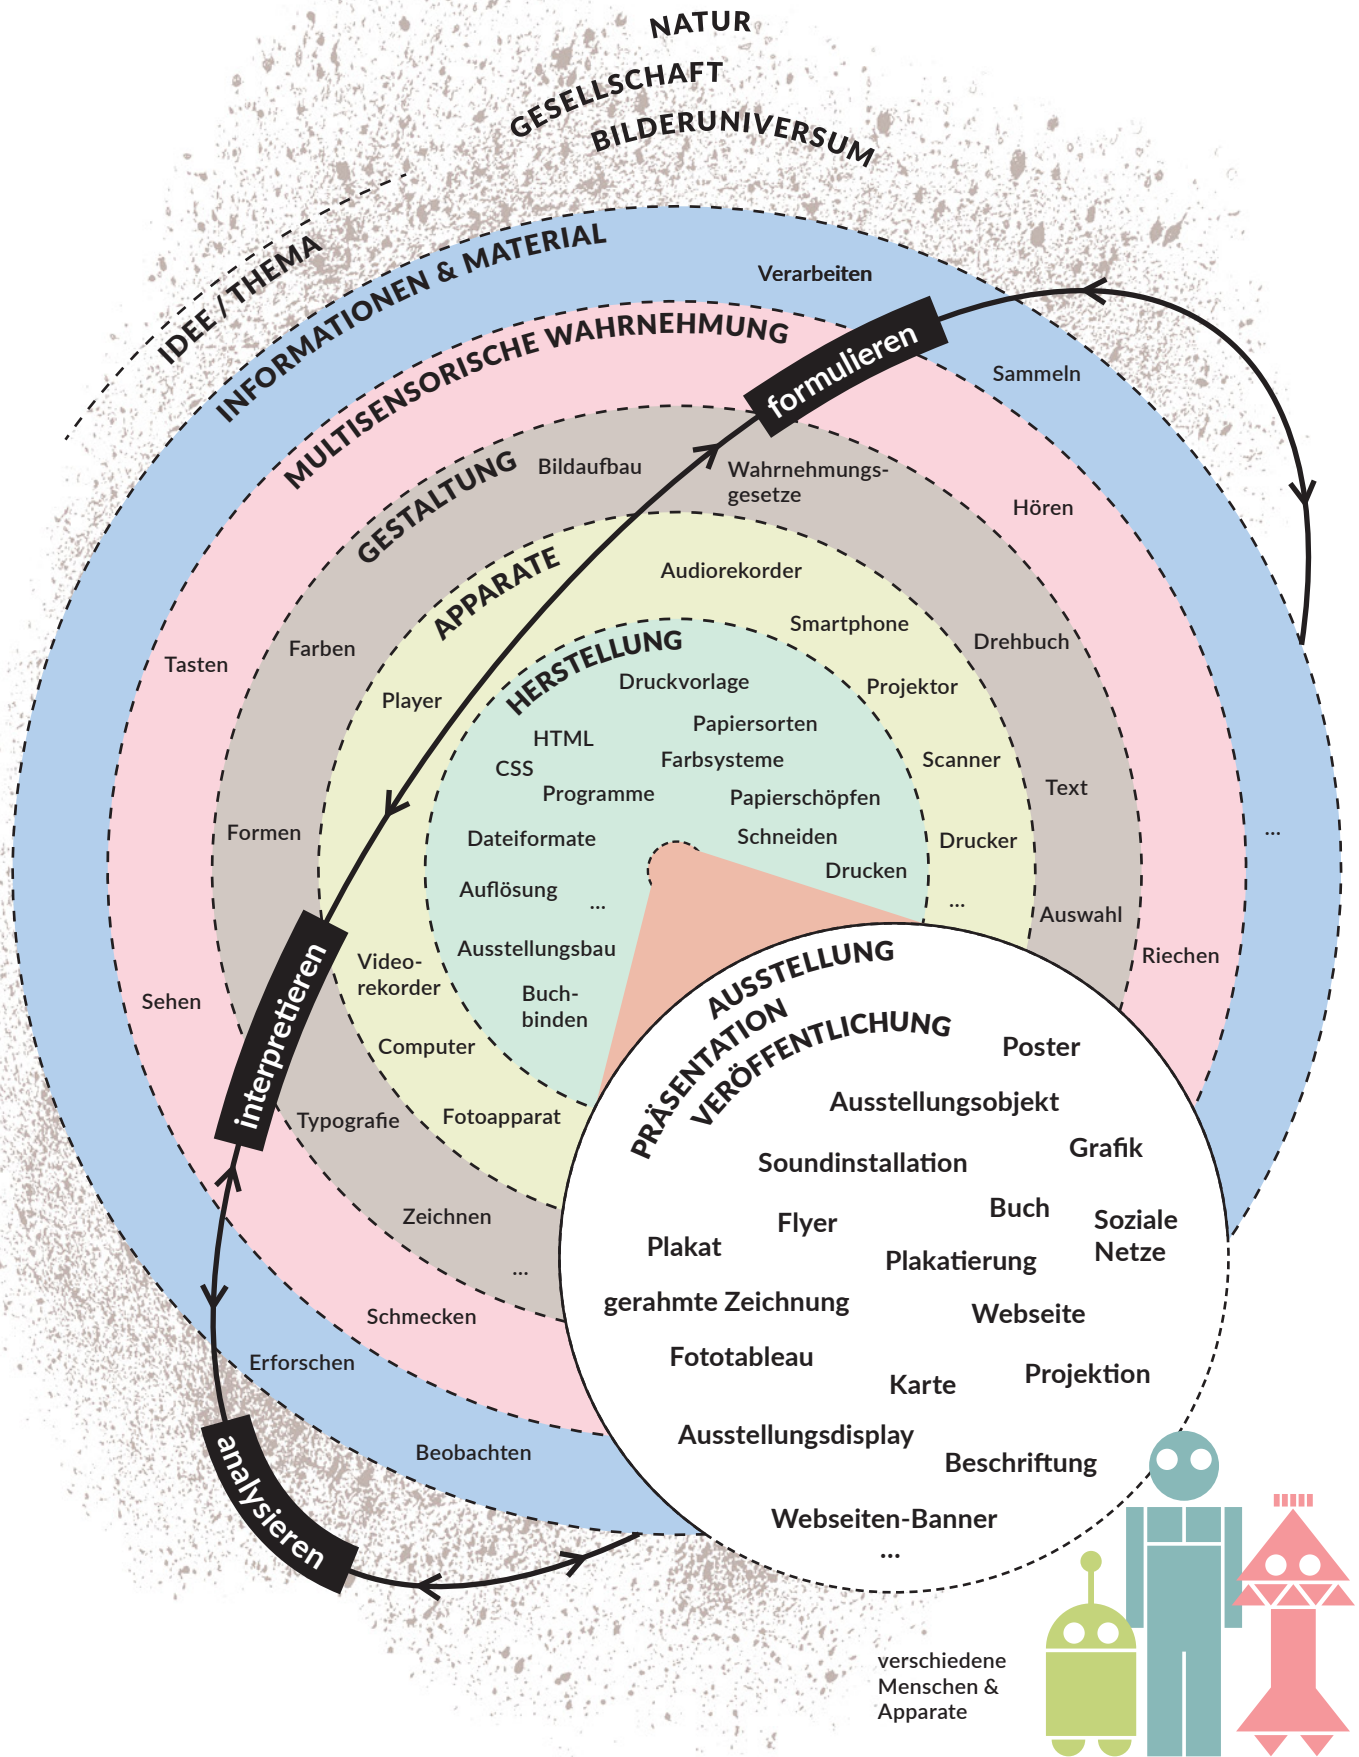 NATUR
GESELLSCHAFT
BILDERUNIVERSUM
IDEE / THEMA
INFORMATIONEN & MATERIAL
Verarbeiten
Sammeln
...
Erforschen
Beobachten
MULTISENSORISCHE WAHRNEHMUNG
Hören
Tasten
Riechen
Sehen
Schmecken
GESTALTUNG
Bildaufbau
Wahrnehmungs-
gesetze
Farben
Drehbuch
Text
Formen
Auswahl
Typografie
Zeichnen
...
APPARATE
Audiorekorder
Smartphone
Player
Projektor
Scanner
Drucker
...
Video-
rekorder
Computer
Fotoapparat
HERSTELLUNG
Druckvorlage
Papiersorten
HTML
Farbsysteme
CSS
Programme
Papierschöpfen
Dateiformate
Schneiden
Drucken
Auflösung
...
Ausstellungsbau
Buch-
binden
formulieren
interpretieren
analysieren
AUSSTELLUNG
PRÄSENTATION
VERÖFFENTLICHUNG
Poster
Ausstellungsobjekt
Grafik
Soundinstallation
Buch
Soziale
Netze
Flyer
Plakat
Plakatierung
gerahmte Zeichnung
Webseite
Fototableau
Projektion
Karte
Ausstellungsdisplay
Beschriftung
Webseiten-Banner
...
verschiedene
Menschen &
Apparate